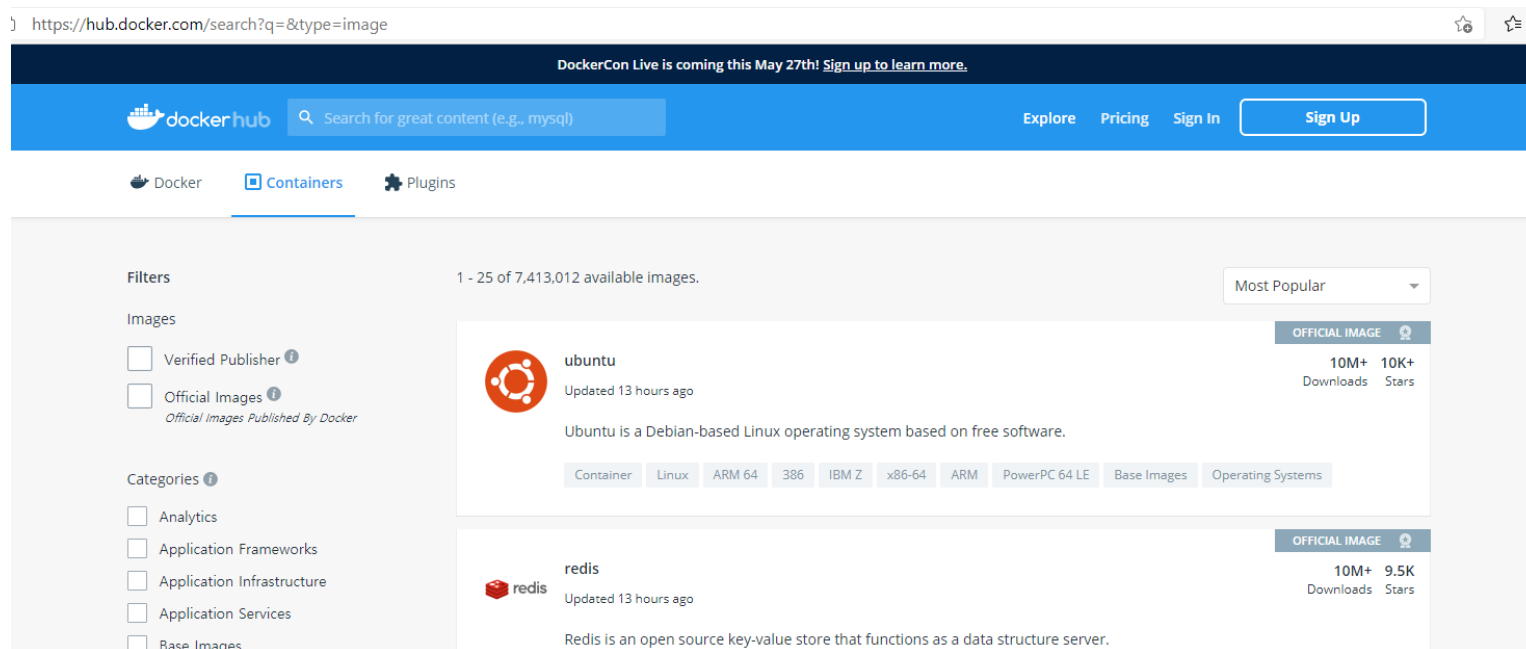 https://hub.docker.com/search?q=&type=image
DockerCon Live is coming this May 27th! Sign up to learn more.
dockerhub
Search for great content (e.g., mysql)
Explore Pricing Sign In Sign Up
Docker Containers Plugins
Filters
1 - 25 of 7,413,012 available images.
Most Popular
Images
Verified Publisher
Official Images
Official Images Published By Docker
Categories
Analytics
Application Frameworks
Application Infrastructure
Application Services
Base Images
OFFICIAL IMAGE
ubuntu
10M+ 10K+
Downloads Stars
Updated 13 hours ago
Ubuntu is a Debian-based Linux operating system based on free software.
Container Linux ARM 64 386 IBM Z x86-64 ARM PowerPC 64 LE Base Images Operating Systems
OFFICIAL IMAGE
redis
redis
10M+ 9.5K
Downloads Stars
Updated 13 hours ago
Redis is an open source key-value store that functions as a data structure server.